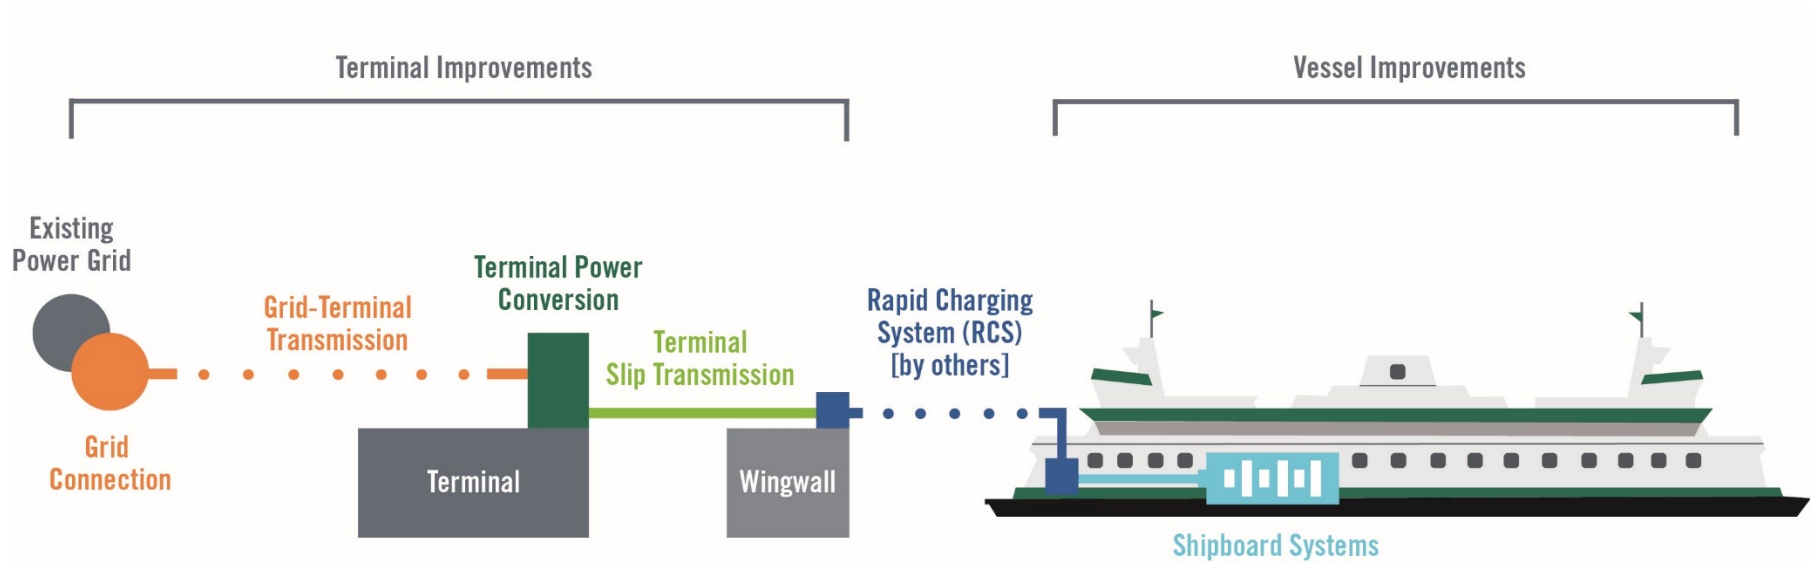 Terminal Improvements
Vessel Improvements
Existing
Power Grid
Grid-Terminal
Transmission
Terminal Power
Conversion
Terminal
Slip Transmission
Rapid Charging
System (RCS)
[by others]
Grid
Connection
Terminal
Wingwall
Shipboard Systems